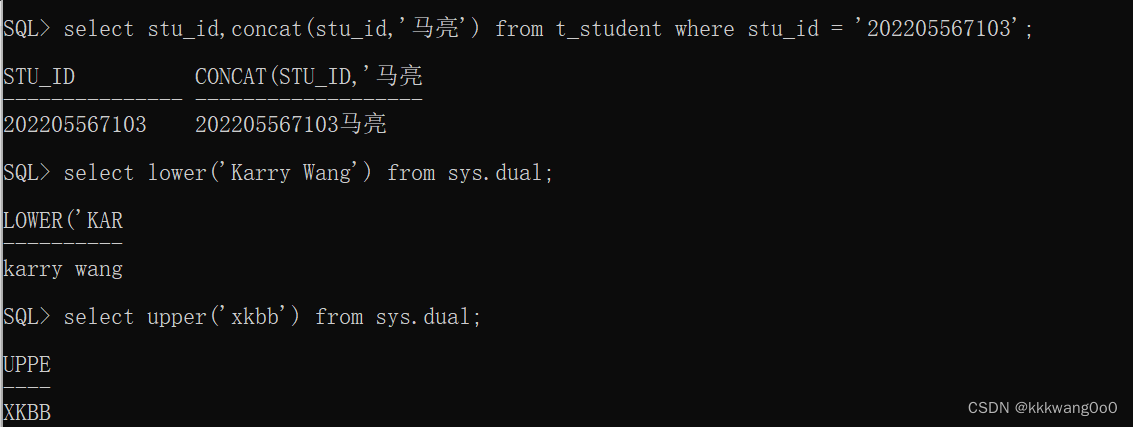 SQL> select stu_id,concat(stu_id,'马亮') from t_student where stu_id = '202205567103';
STU_ID CONCAT(STU_ID,'马亮
--------------- -------------------
202205567103 202205567103马亮
SQL> select lower('Karry Wang') from sys.dual;
LOWER('KAR
----------
karry wang
SQL> select upper('xkbb') from sys.dual;
UPPE
----
XKBB
CSDN @kkkwang0o0